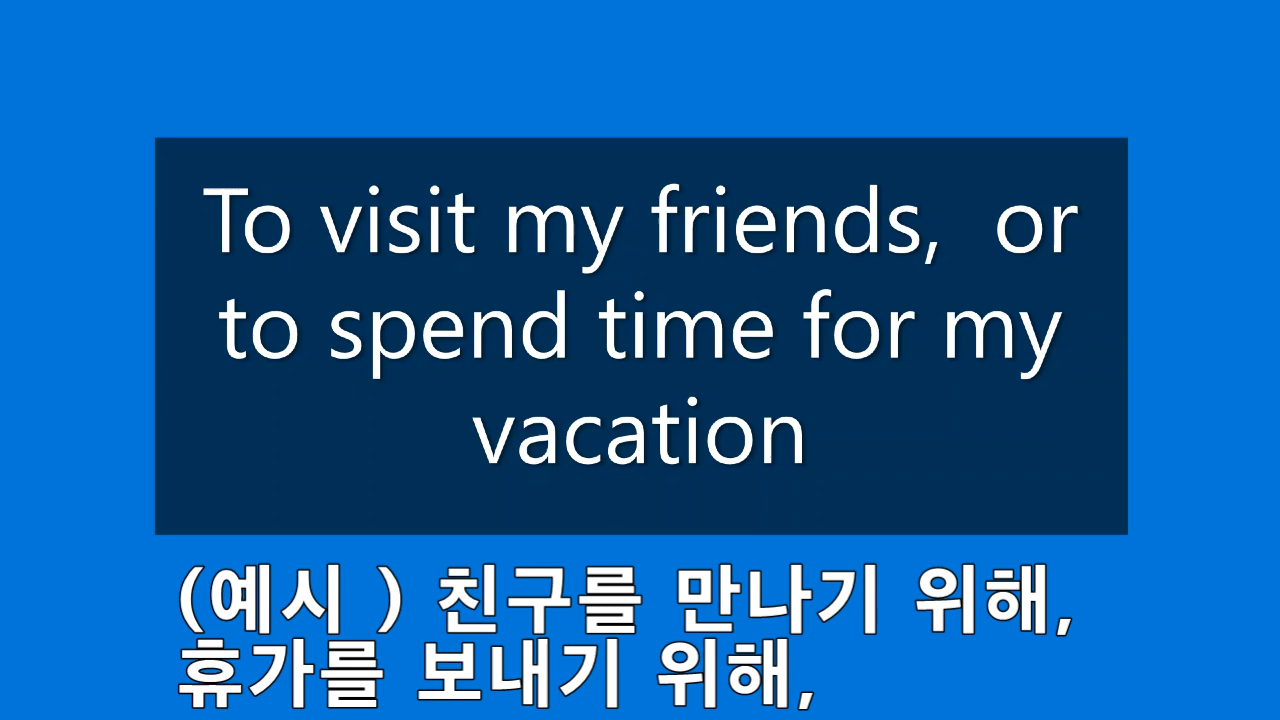 To visit my friends,  or
to spend time for my
vacation
(예시 ) 친구를 만나기 위해,
휴가를 보내기 위해,